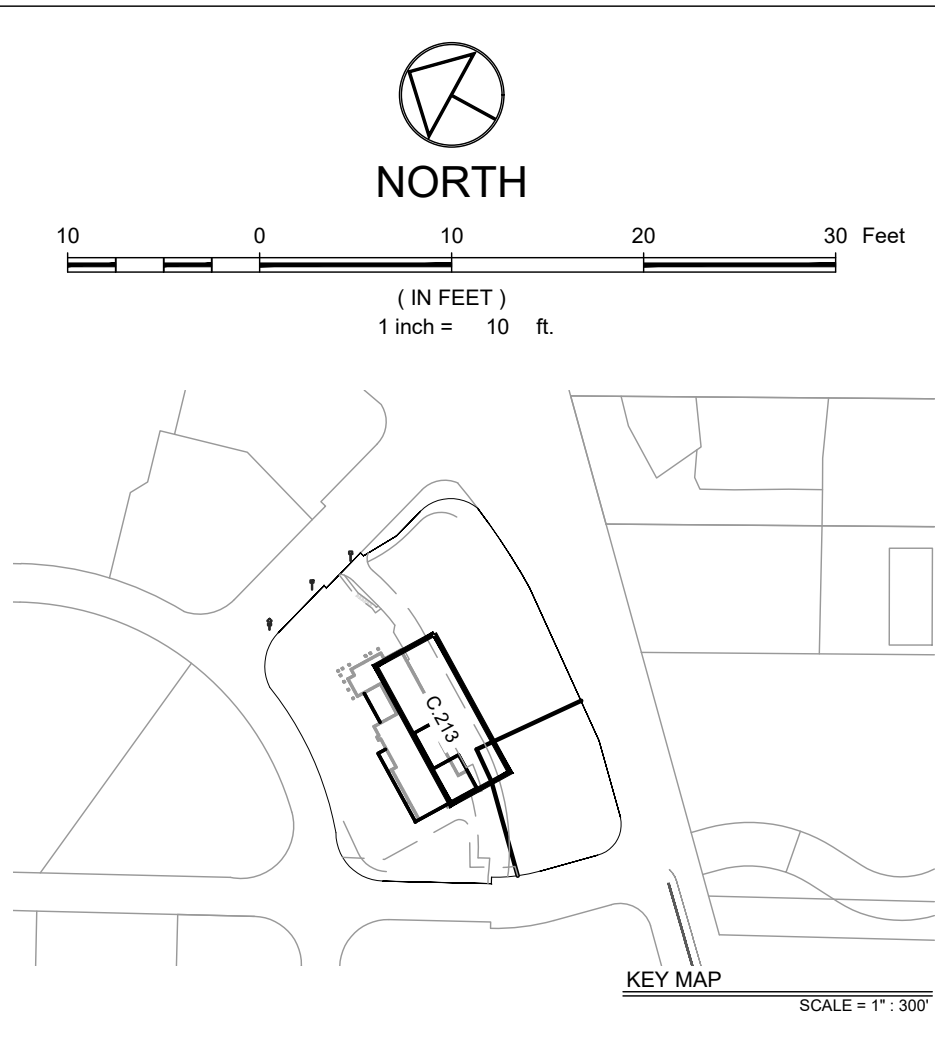 NORTH
10 0 10 20 30 Feet
( IN FEET )
1 inch = 10 ft.
C.213
KEY MAP
SCALE = 1" : 300'